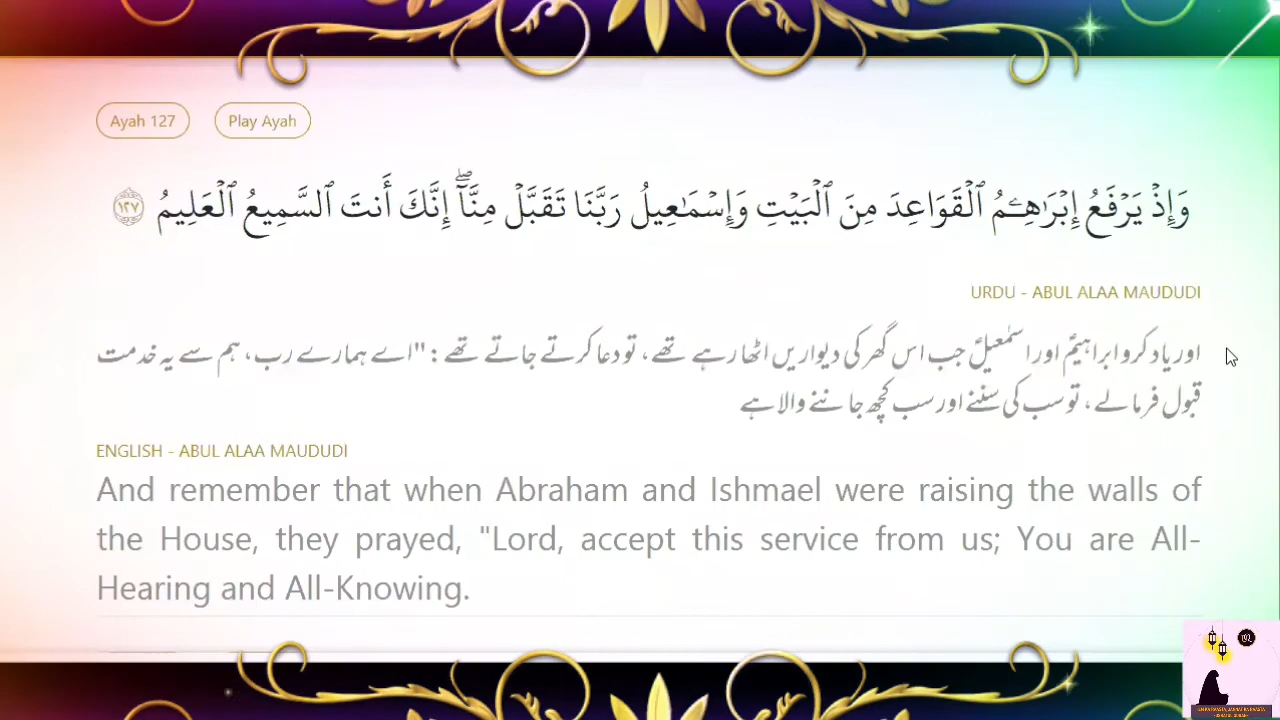 Ayah 127
Play Ayah
وَإِذْ يَرْفَعُ إِبْرَٰهِـۧمُ ٱلْقَوَاعِدَ مِنَ ٱلْبَيْتِ وَإِسْمَـٰعِيلُ رَبَّنَا تَقَبَّلْ مِنَّآ ۖ إِنَّكَ أَنتَ ٱلسَّمِيعُ ٱلْعَلِيمُ ١٢٧
URDU - ABUL ALAA MAUDUDI
اور یاد کرو ابراہیمؑ اور اسمٰعیلؑ جب اس گھر کی دیواریں اٹھا رہے تھے، تو دعا کرتے جاتے تھے: "اے ہمارے رب، ہم سے یہ خدمت
قبول فرما لے، تو سب کی سننے اور سب کچھ جاننے والا ہے
ENGLISH - ABUL ALAA MAUDUDI
And remember that when Abraham and Ishmael were raising the walls of
the House, they prayed, "Lord, accept this service from us; You are All-
Hearing and All-Knowing.